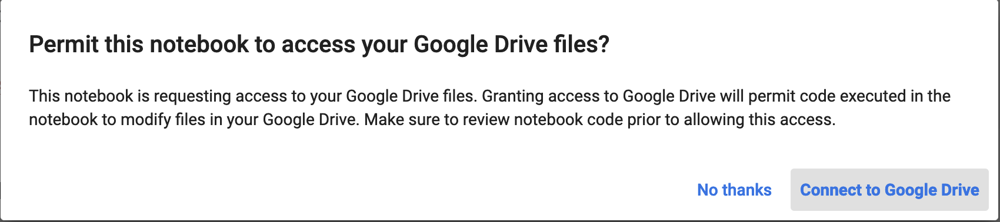 Permit this notebook to access your Google Drive files?
This notebook is requesting access to your Google Drive files. Granting access to Google Drive will permit code executed in the
notebook to modify files in your Google Drive. Make sure to review notebook code prior to allowing this access.
No thanks Connect to Google Drive